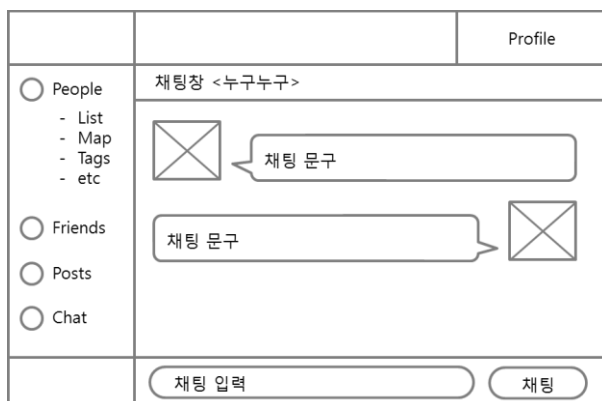 Profile
People
- List
- Map
- Tags
- etc
Friends
Posts
Chat
채팅창 <누구누구>
채팅 문구
채팅 문구
채팅 입력
채팅